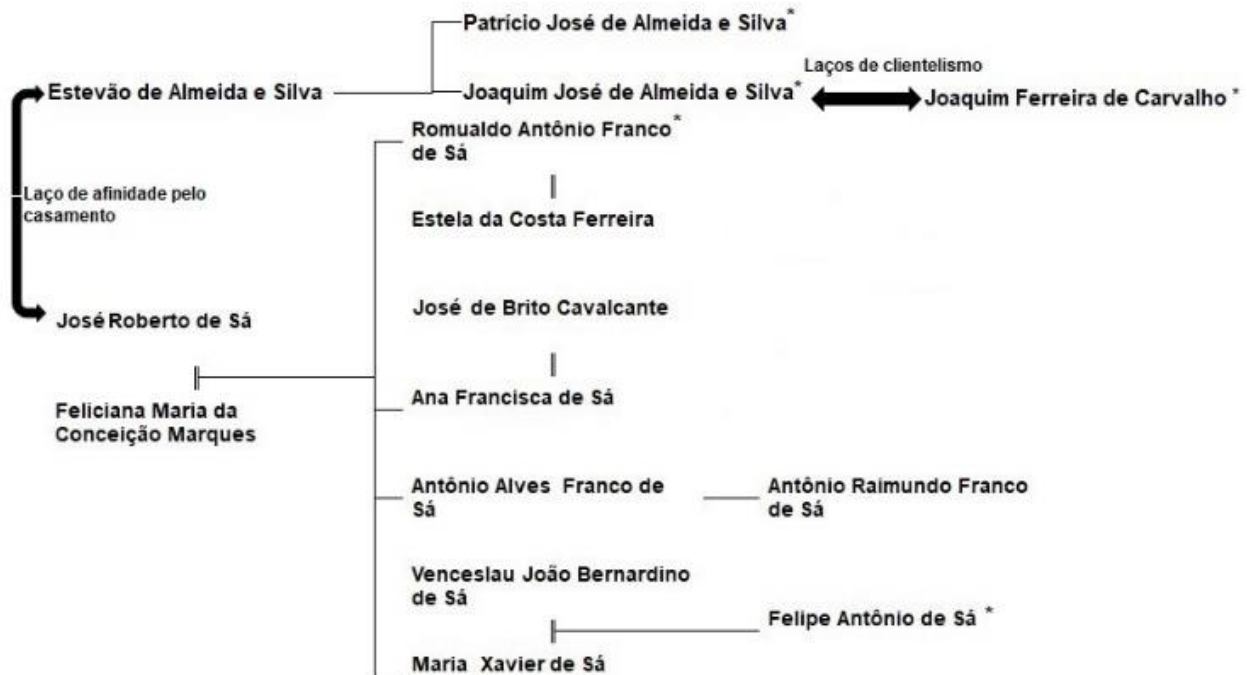 Patrício José de Almeida e Silva*
Laços de clientelismo
Estevão de Almeida e Silva
Joaquim José de Almeida e Silva*
Joaquim Ferreira de Carvalho *
Romualdo Antônio Franco*
de Sá
Laço de afinidade pelo
casamento
Estela da Costa Ferreira
José de Brito Cavalcante
José Roberto de Sá
Ana Francisca de Sá
Feliciana Maria da
Conceição Marques
Antônio Alves Franco de
Sá
Antônio Raimundo Franco
de Sá
Venceslau João Bernardino
de Sá
Felipe Antônio de Sá *
Maria Xavier de Sá